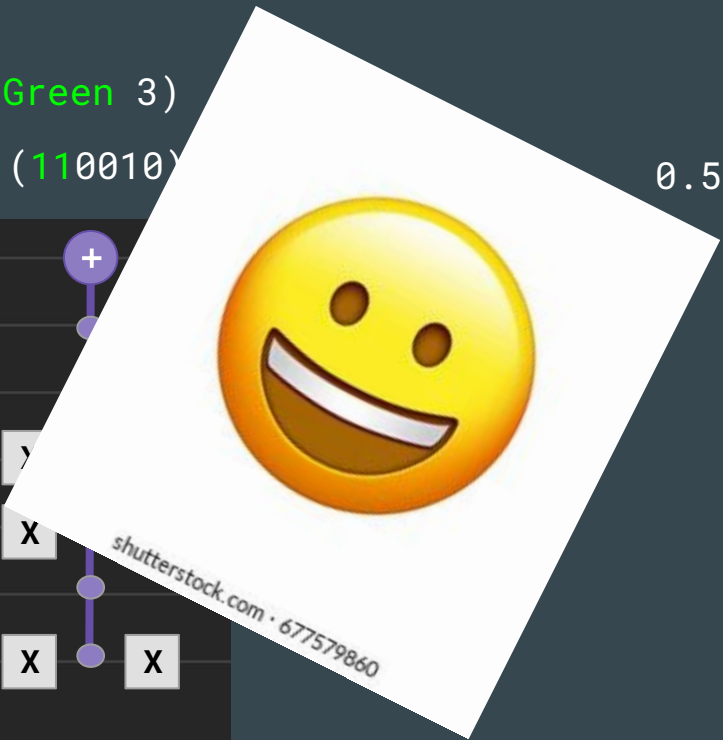 Green 3)
(110010)
0.5
+
X
X
X X
shutterstock.com · 677579860